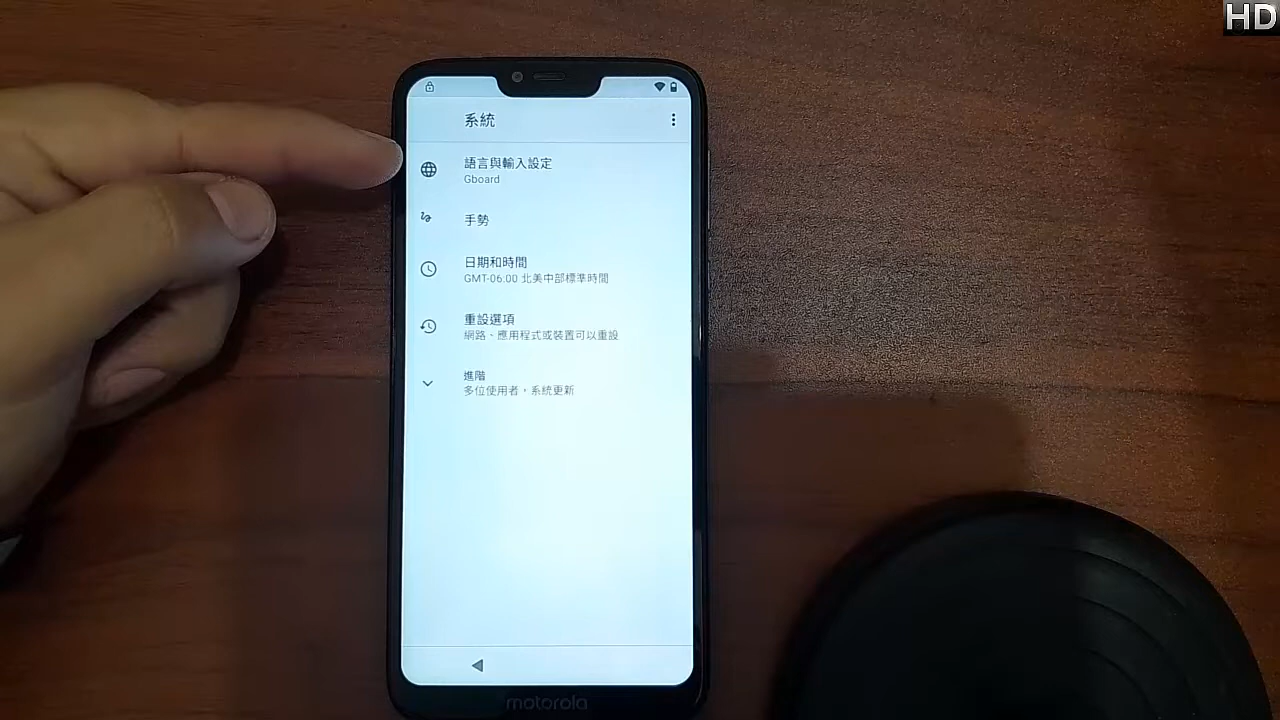 HD
系統
語言與輸入設定
Gboard
手勢
日期和時間
GMT-06:00 北美中部標準時間
重設選項
網路、應用程式或裝置可以重設
進階
多位使用者，系統更新
motorola